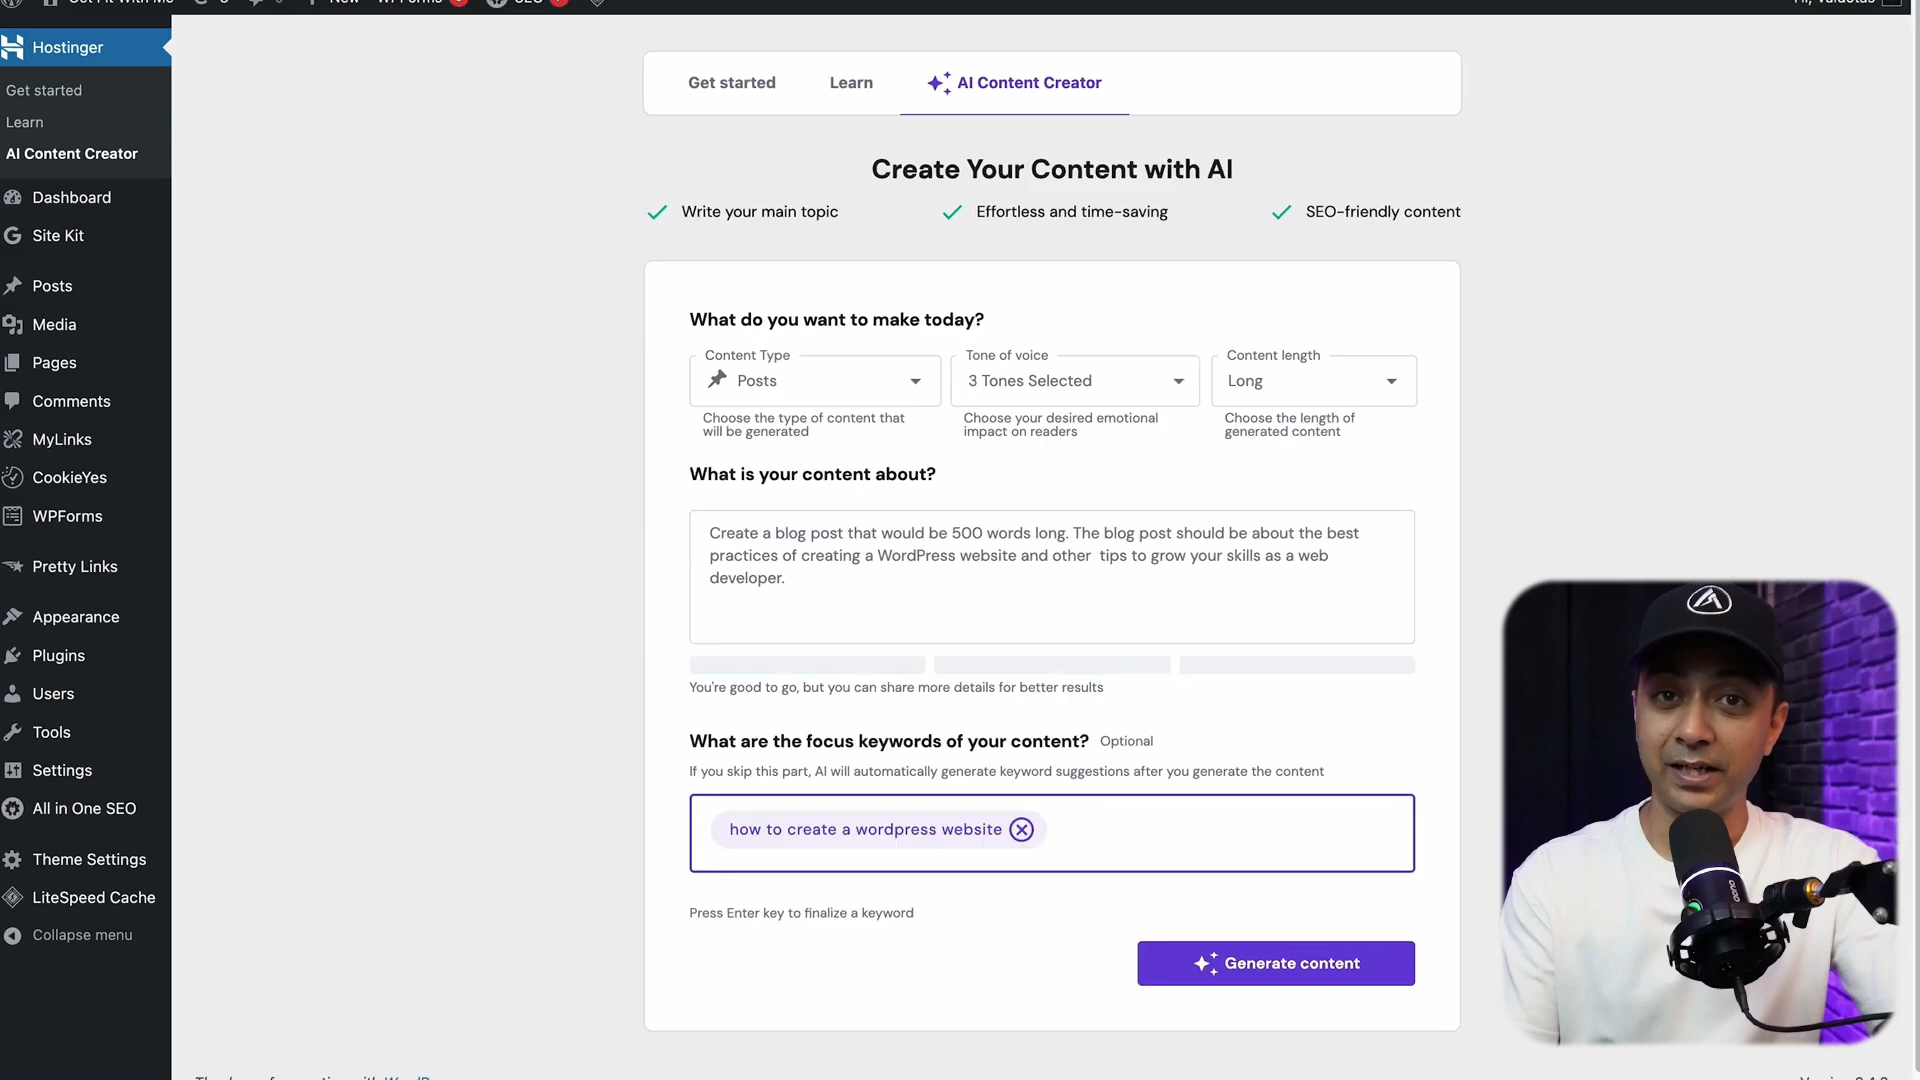 Get Fit With Me
New
WPForms
SEO
Hostinger
Get started
Learn
AI Content Creator
Dashboard
Site Kit
Posts
Media
Pages
Comments
MyLinks
CookieYes
WPForms
Pretty Links
Appearance
Plugins
Users
Tools
Settings
All in One SEO
Theme Settings
LiteSpeed Cache
Collapse menu
Get started Learn AI Content Creator
Create Your Content with AI
Write your main topic Effortless and time-saving SEO-friendly content
What do you want to make today?
Content Type Tone of voice Content length
Posts 3 Tones Selected Long
Choose the type of content that
will be generated
Choose your desired emotional
impact on readers
Choose the length of
generated content
What is your content about?
Create a blog post that would be 500 words long. The blog post should be about the best
practices of creating a WordPress website and other tips to grow your skills as a web
developer.
You're good to go, but you can share more details for better results
What are the focus keywords of your content? Optional
If you skip this part, AI will automatically generate keyword suggestions after you generate the content
how to create a wordpress website
Press Enter key to finalize a keyword
Generate content